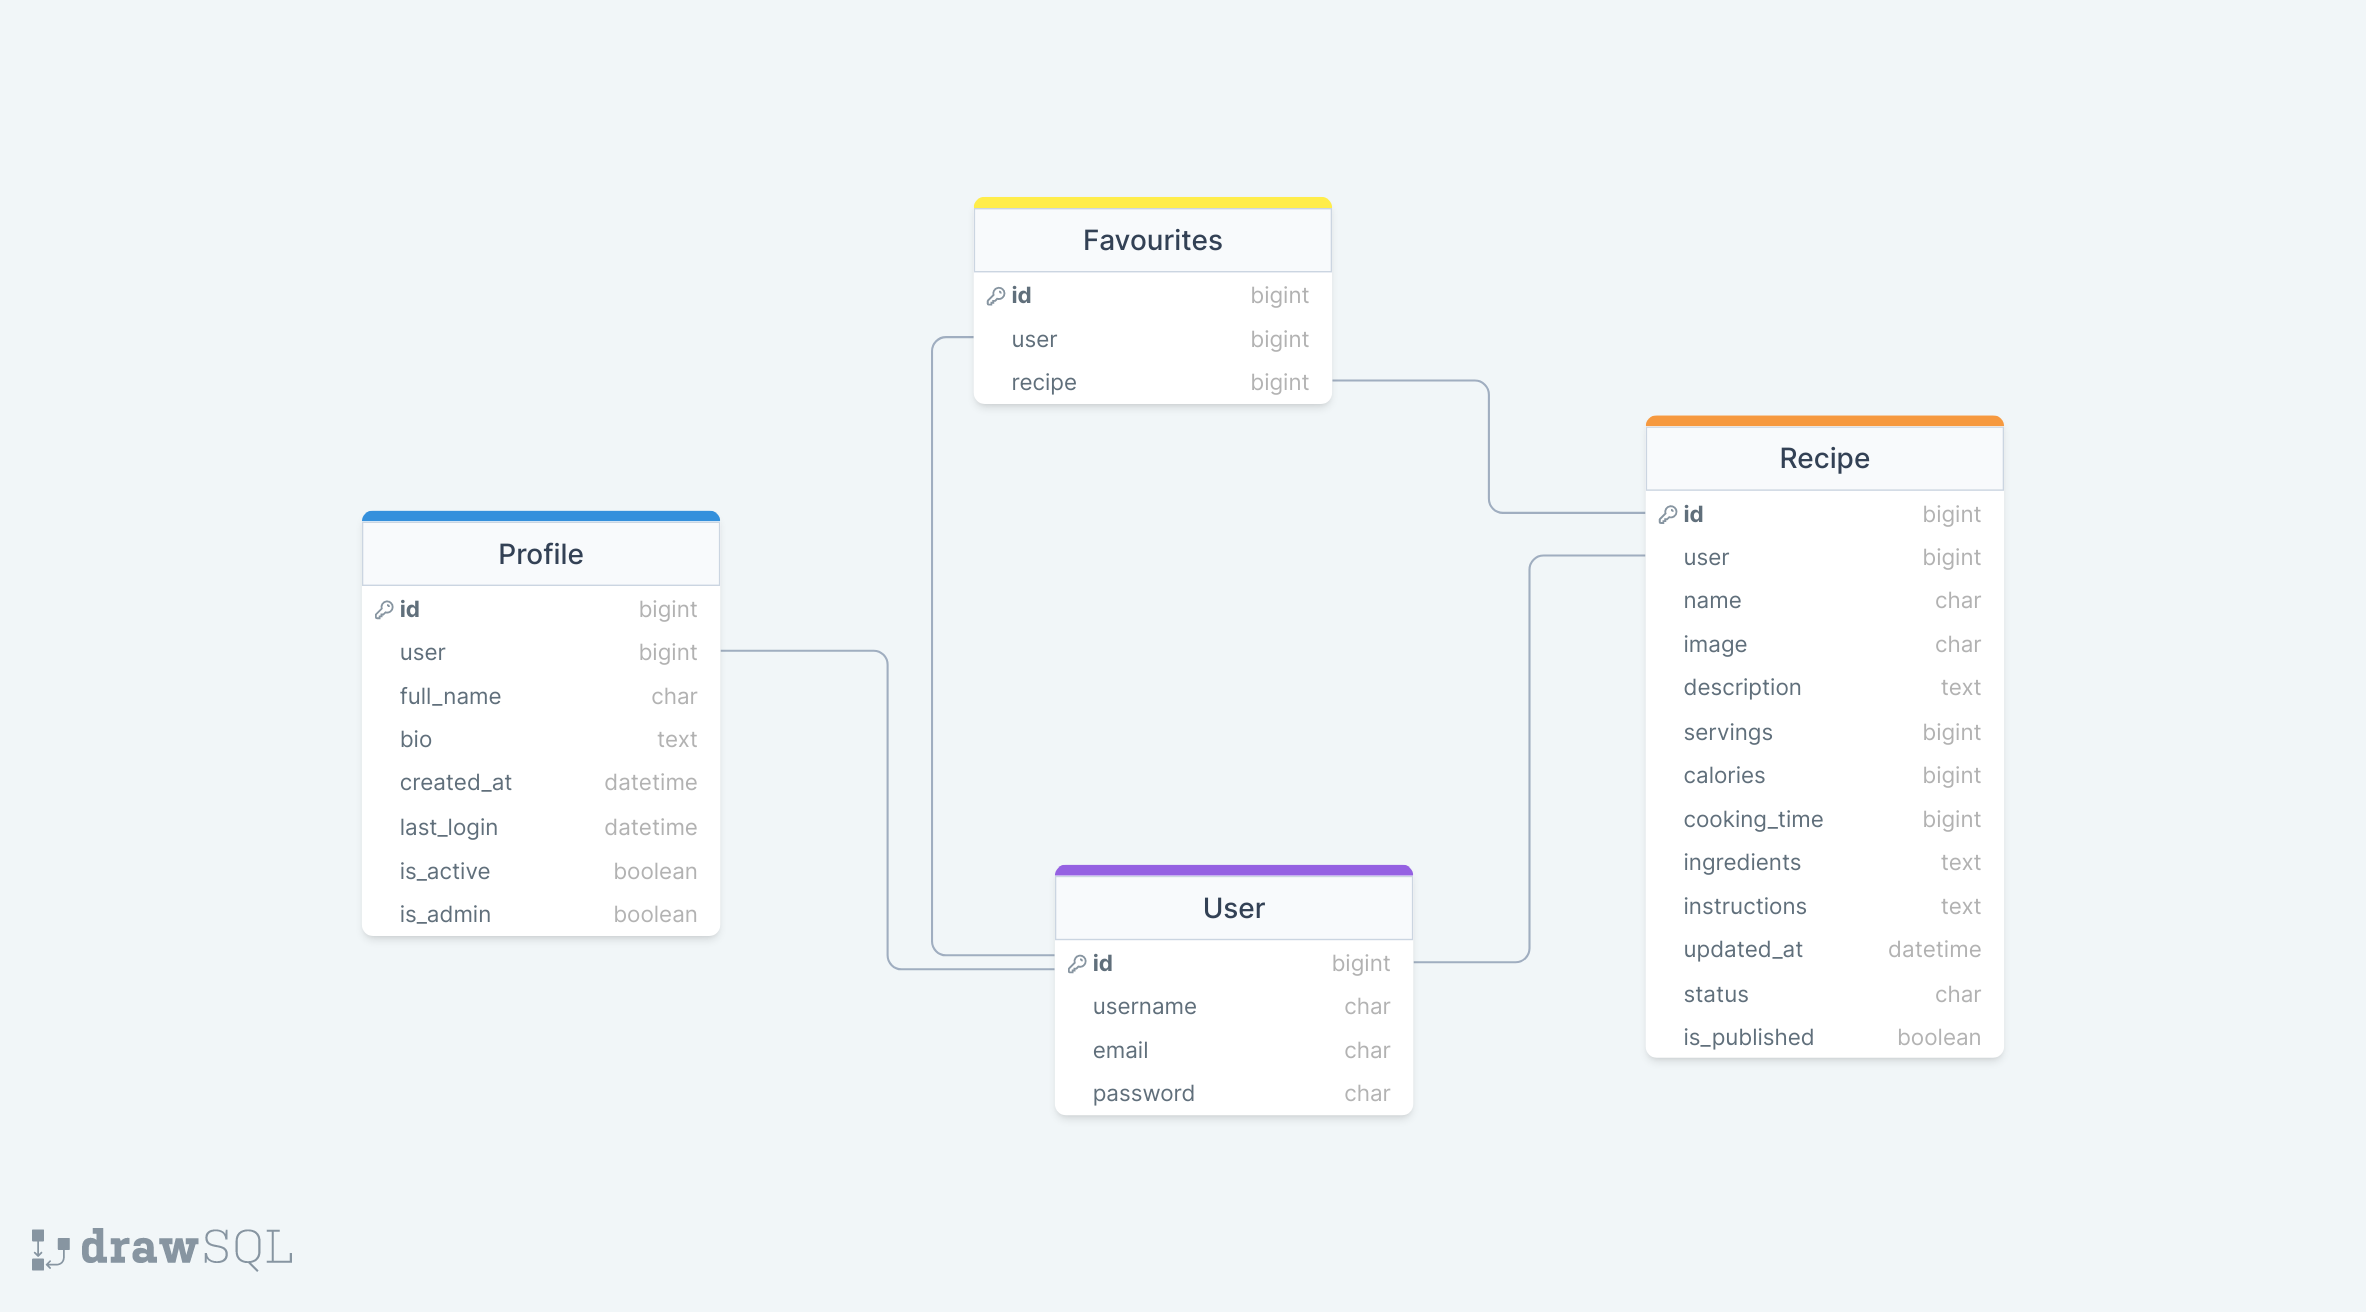 Favourites
id bigint
user bigint
recipe bigint
Profile
id bigint
user bigint
full_name char
bio text
created_at datetime
last_login datetime
is_active boolean
is_admin boolean
User
id bigint
username char
email char
password char
Recipe
id bigint
user bigint
name char
image char
description text
servings bigint
calories bigint
cooking_time bigint
ingredients text
instructions text
updated_at datetime
status char
is_published boolean
drawSQL